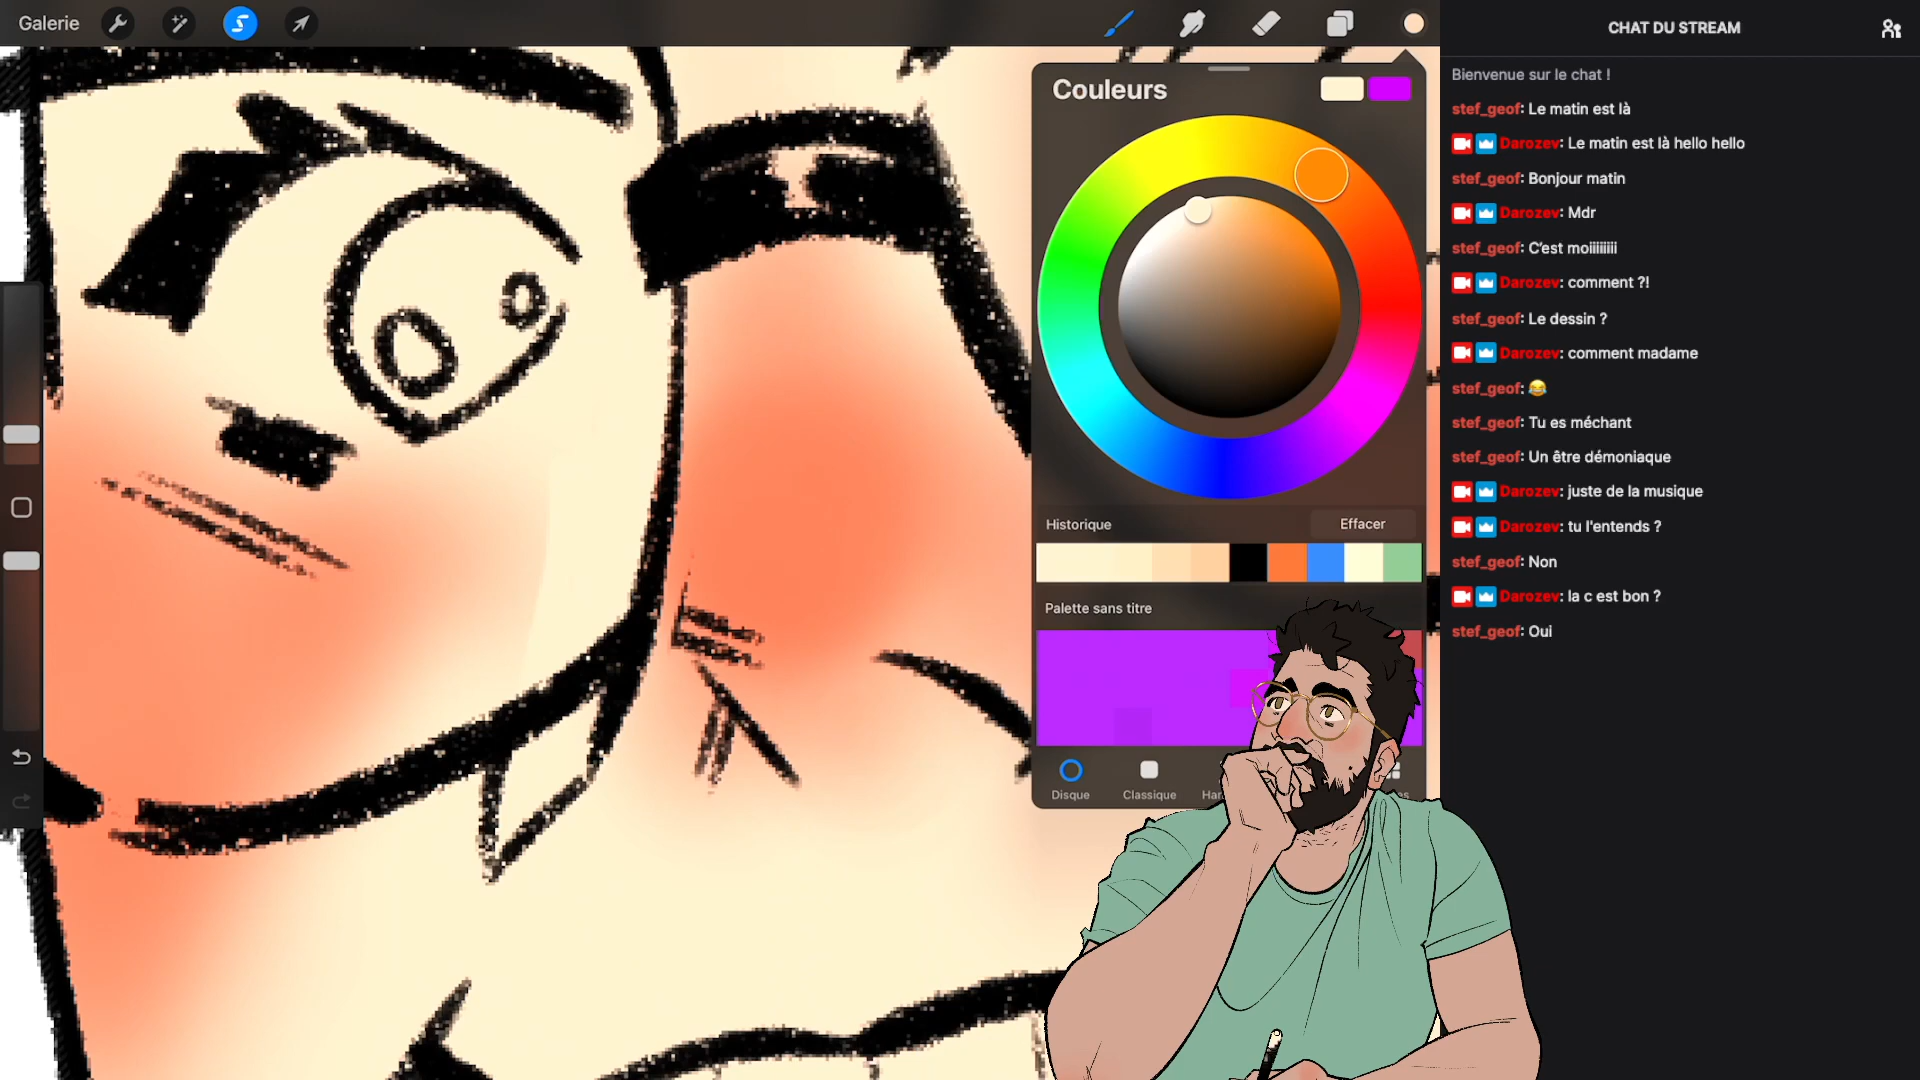 Galerie
Couleurs
Historique
Effacer
Palette sans titre
Disque
Classique
CHAT DU STREAM
Bienvenue sur le chat !
stef_geof: Le matin est là
Darozev: Le matin est là hello hello
stef_geof: Bonjour matin
Darozev: Mdr
stef_geof: C'est moiiiiiiiii
Darozev: comment ?!
stef_geof: Le dessin ?
Darozev: comment madame
stef_geof: 😂
stef_geof: Tu es méchant
stef_geof: Un être démoniaque
Darozev: juste de la musique
Darozev: tu l'entends ?
stef_geof: Non
Darozev: la c est bon ?
stef_geof: Oui